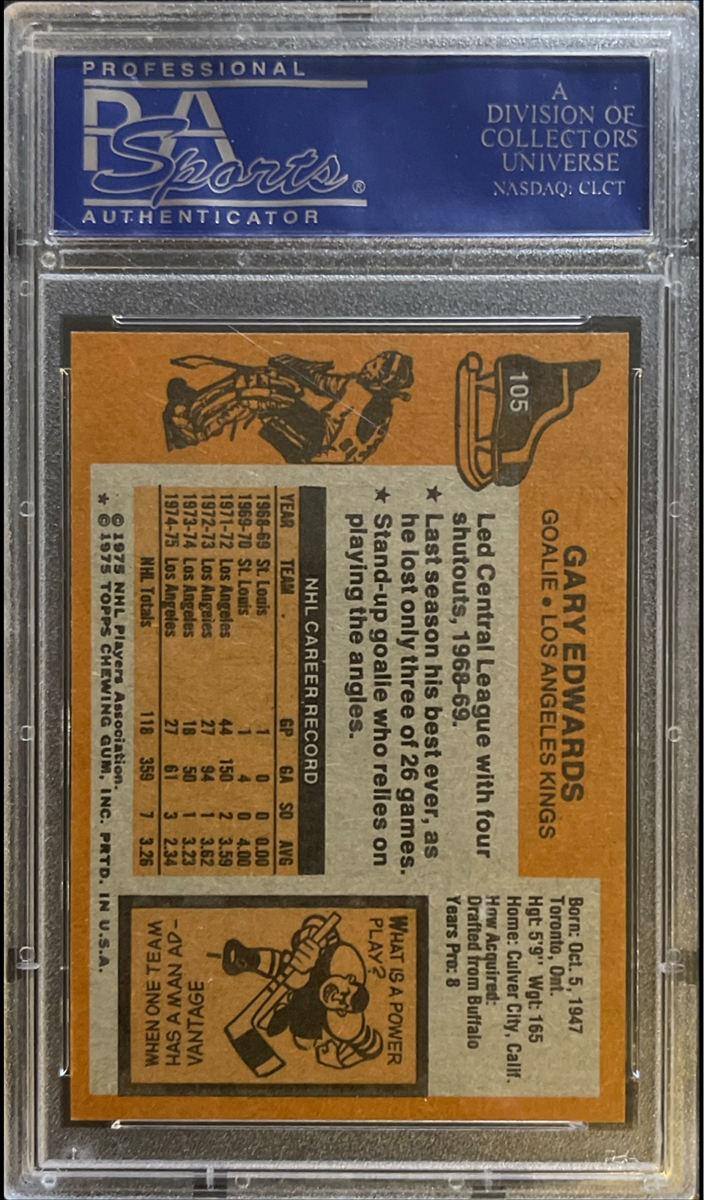 PROFESSIONAL
PSA
Sports®
AUTHENTICATOR
A
DIVISION OF
COLLECTORS
UNIVERSE
NASDAQ: CLCT
105
GARY EDWARDS
GOALIE • LOS ANGELES KINGS
Led Central League with four
shutouts, 1968-69.
★ Last season his best ever, as
he lost only three of 26 games.
★ Stand-up goalie who relies on
playing the angles.
NHL CAREER RECORD
YEAR TEAM GP GA SO AVG
1968-69 St. Louis 1 0 0 0.00
1969-70 St. Louis 1 4 0 4.00
1971-72 Los Angeles 44 150 2 3.59
1972-73 Los Angeles 27 94 1 3.62
1973-74 Los Angeles 18 50 1 3.23
1974-75 Los Angeles 27 61 3 2.34
NHL Totals 118 359 7 3.26
© 1975 NHL Players Association.
* © 1975 TOPPS CHEWING GUM, INC. PRTD. IN U.S.A.
Born: Oct. 5, 1947
Toronto, Ont.
Hgt: 5'9" Wgt: 165
Home: Culver City, Calif.
How Acquired:
Drafted from Buffalo
Years Pro: 8
WHAT IS A POWER
PLAY?
WHEN ONE TEAM
HAS A MAN AD-
VANTAGE